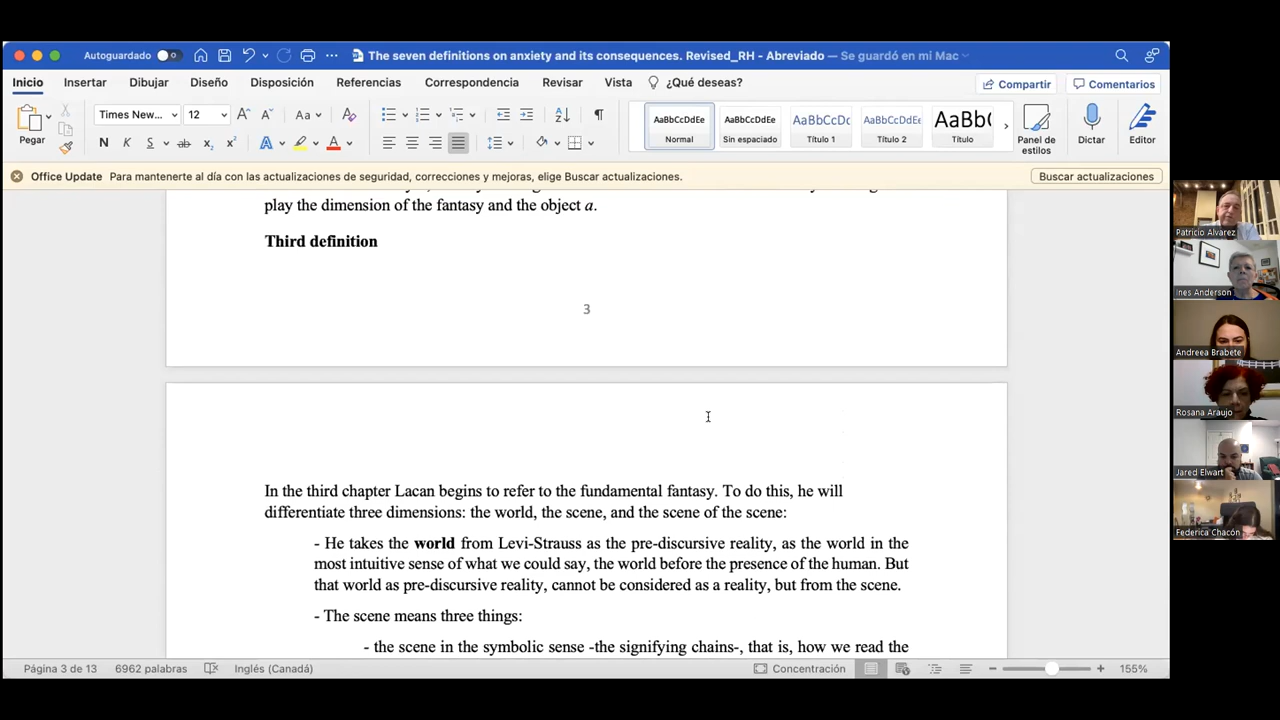 Autoguardado
The seven definitions on anxiety and its consequences. Revised_RH - Abreviado — Se guardó en mi Mac
Inicio Insertar Dibujar Diseño Disposición Referencias Correspondencia Revisar Vista ¿Qué deseas? Compartir Comentarios
Pegar
Times New... 12
Aa
N K S ab x₂ x² A A
AaBbCcDdEe AaBbCcDdEe AaBbCcDc AaBbCcDdEe AaBb(
Normal Sin espaciado Título 1 Título 2 Título
Panel de estilos
Dictar
Editor
Office Update Para mantenerte al día con las actualizaciones de seguridad, correcciones y mejoras, elige Buscar actualizaciones. Buscar actualizaciones
play the dimension of the fantasy and the object a.
Third definition
3
In the third chapter Lacan begins to refer to the fundamental fantasy. To do this, he will
differentiate three dimensions: the world, the scene, and the scene of the scene:
- He takes the world from Levi-Strauss as the pre-discursive reality, as the world in the
most intuitive sense of what we could say, the world before the presence of the human. But
that world as pre-discursive reality, cannot be considered as a reality, but from the scene.
- The scene means three things:
- the scene in the symbolic sense -the signifying chains-, that is, how we read the
Página 3 de 13 6962 palabras Inglés (Canadá) Concentración 155%
Patricio Alvarez
Ines Anderson
Andreea Brabete
Rosana Araujo
Jared Elwart
Federica Chacón